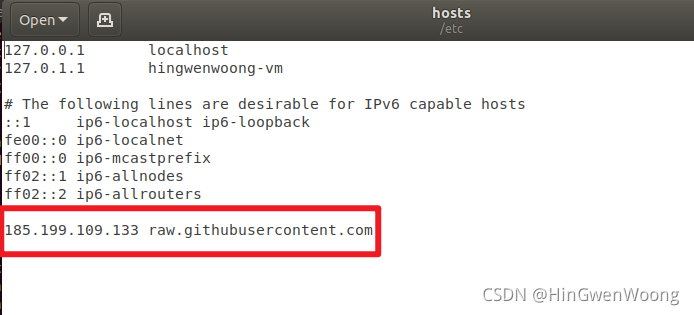 Open
hosts
/etc
127.0.0.1 localhost
127.0.1.1 hingwenwoong-vm
# The following lines are desirable for IPv6 capable hosts
::1 ip6-localhost ip6-loopback
fe00::0 ip6-localnet
ff00::0 ip6-mcastprefix
ff02::1 ip6-allnodes
ff02::2 ip6-allrouters
185.199.109.133 raw.githubusercontent.com
CSDN @HinGwenWoong